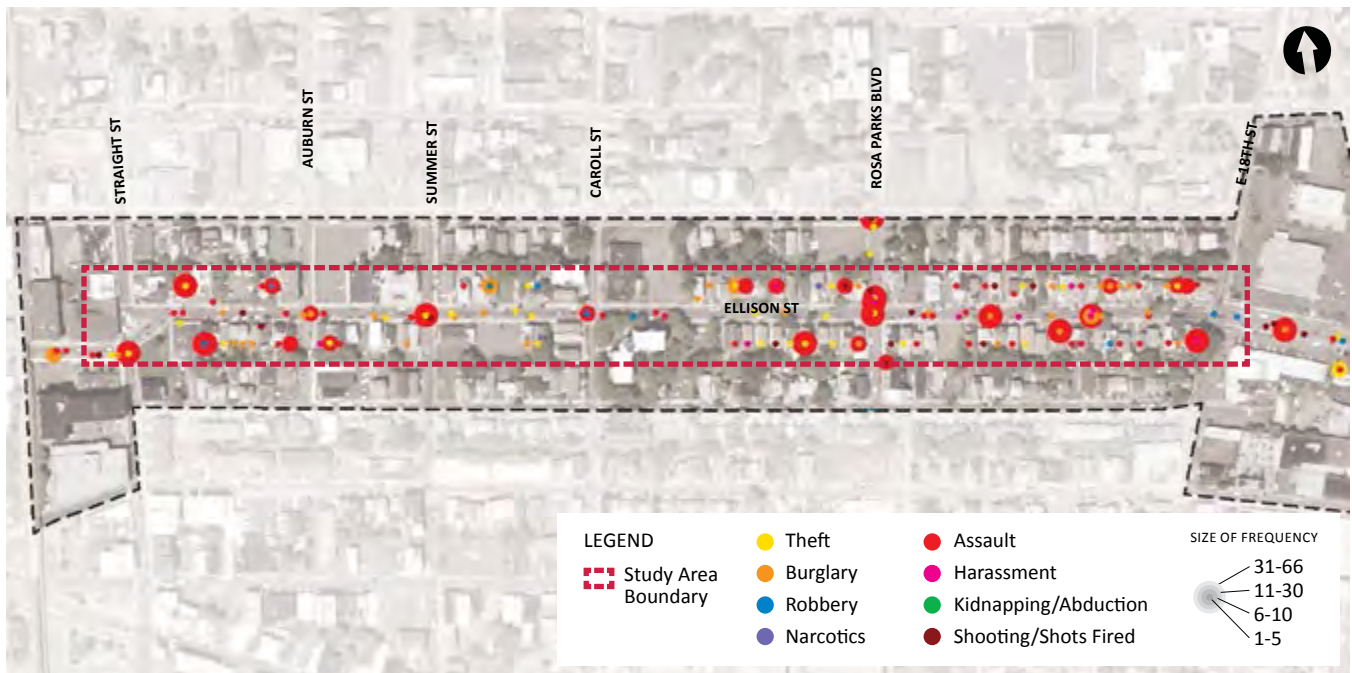 STRAIGHT ST
AUBURN ST
SUMMER ST
CAROLL ST
ROSA PARKS BLVD
E 18TH ST
ELLISON ST
LEGEND
Study Area
Boundary
Theft
Burglary
Robbery
Narcotics
Assault
Harassment
Kidnapping/Abduction
Shooting/Shots Fired
SIZE OF FREQUENCY
31-66
11-30
6-10
1-5